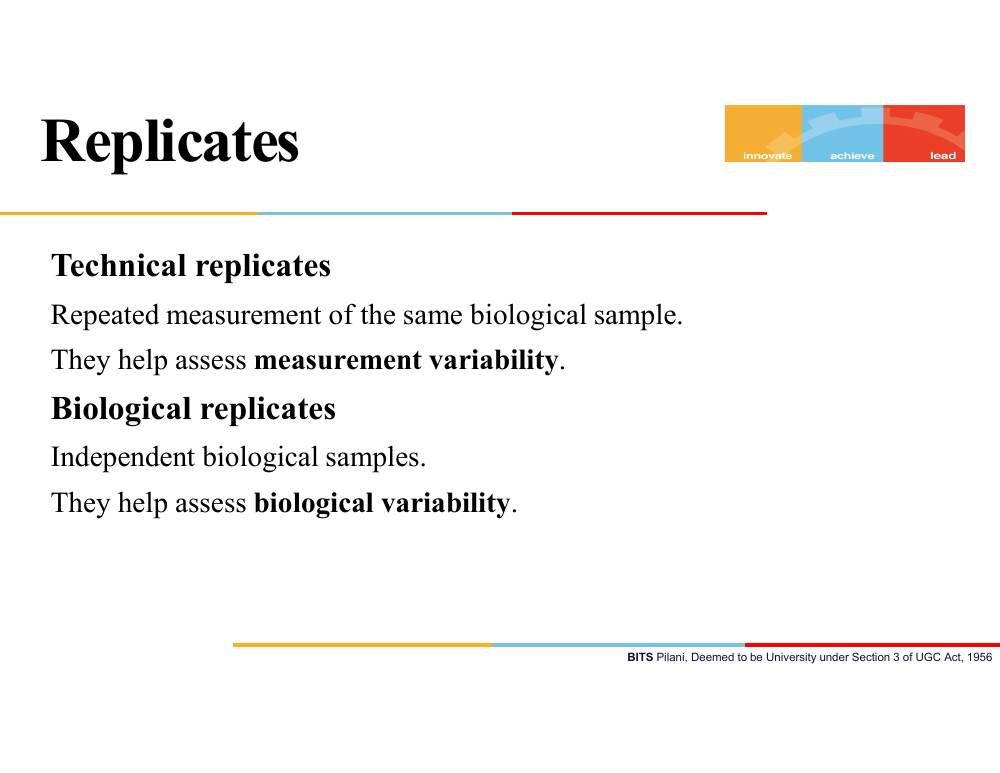 Replicates
innovate achieve lead
Technical replicates
Repeated measurement of the same biological sample.
They help assess measurement variability.
Biological replicates
Independent biological samples.
They help assess biological variability.
BITS Pilani, Deemed to be University under Section 3 of UGC Act, 1956